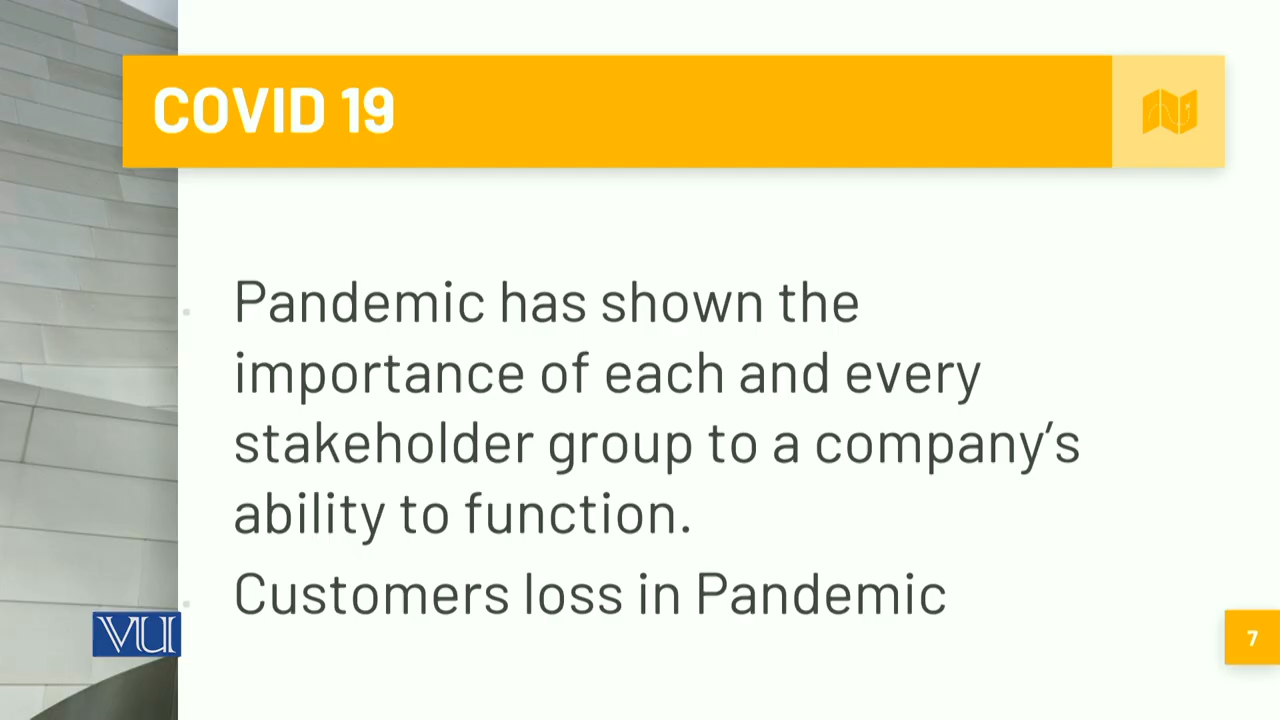 COVID 19
Pandemic has shown the
importance of each and every
stakeholder group to a company’s
ability to function.
Customers loss in Pandemic
VU
7